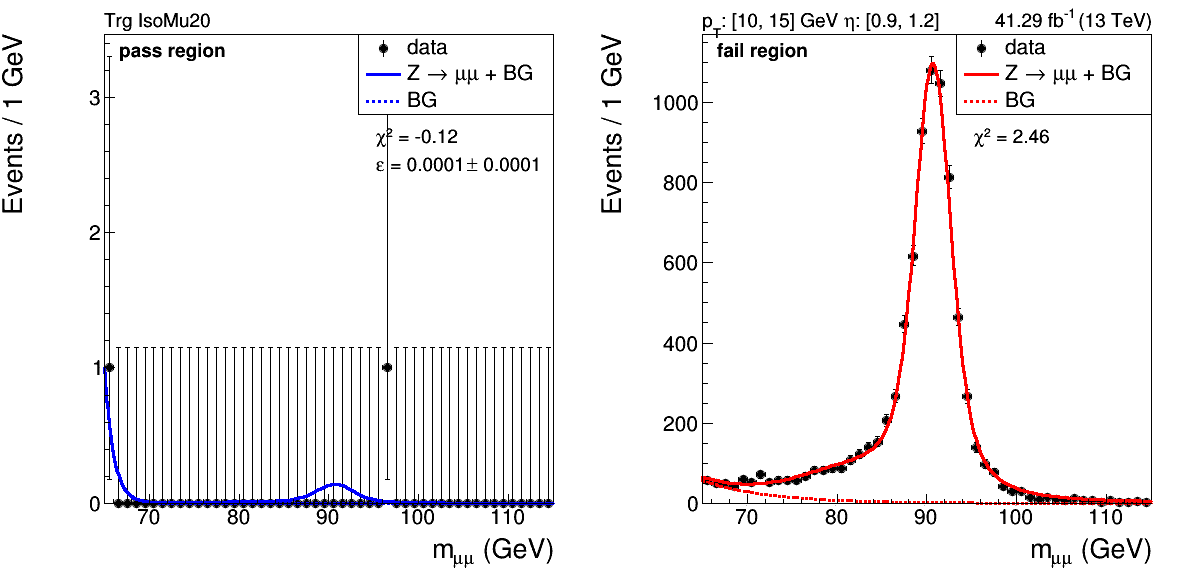 Trg IsoMu20
pass region
data
Z → μμ + BG
BG
χ² = -0.12
ε = 0.0001 ± 0.0001
Events / 1 GeV
3
2
1
0
70 80 90 100 110
m_μμ (GeV)
p_T: [10, 15] GeV η: [0.9, 1.2] 41.29 fb⁻¹ (13 TeV)
fail region
data
Z → μμ + BG
BG
χ² = 2.46
Events / 1 GeV
1000
800
600
400
200
0
70 80 90 100 110
m_μμ (GeV)